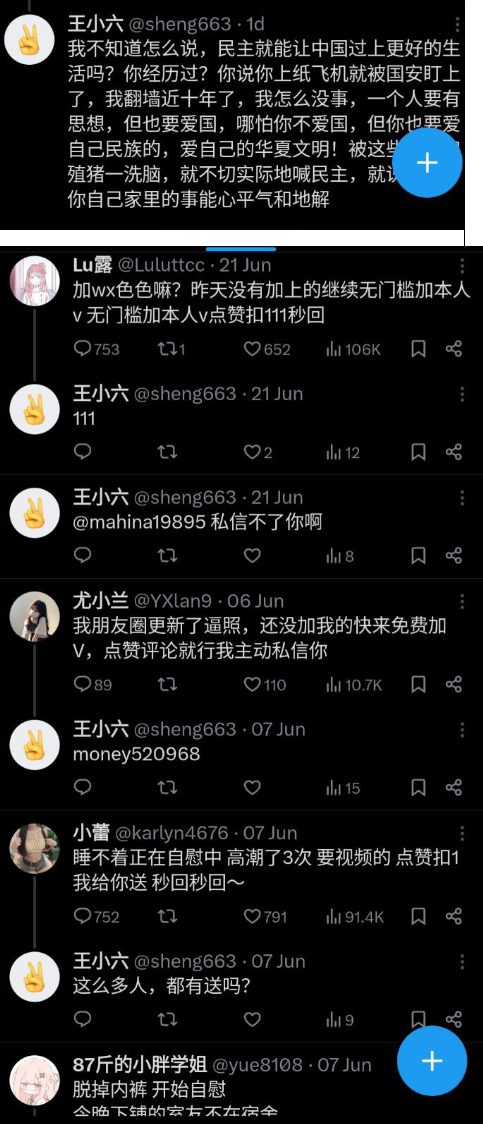 王小六 @sheng663 · 1d
我不知道怎么说，民主就能让中国过上更好的生
活吗？你经历过？你说你上纸飞机就被国安盯上
了，我翻墙近十年了，我怎么没事，一个人要有
思想，但也要爱国，哪怕你不爱国，但你也要爱
自己民族的，爱自己的华夏文明！被这些
殖猪一洗脑，就不切实际地喊民主，就
你自己家里的事能心平气和地解
Lu露 @Luluttcc · 21 Jun
加wx色色嘛？昨天没有加上的继续无门槛加本人
v 无门槛加本人v点赞扣111秒回
753 1 652 106K
王小六 @sheng663 · 21 Jun
111
2 12
王小六 @sheng663 · 21 Jun
@mahina19895 私信不了你啊
8
尤小兰 @YXlan9 · 06 Jun
我朋友圈更新了逼照，还没加我的快来免费加
V，点赞评论就行我主动私信你
89 110 10.7K
王小六 @sheng663 · 07 Jun
money520968
15
小蕾 @karlyn4676 · 07 Jun
睡不着正在自慰中 高潮了3次 要视频的 点赞扣1
我给你送 秒回秒回～
752 791 91.4K
王小六 @sheng663 · 07 Jun
这么多人，都有送吗？
9
87斤的小胖学姐 @yue8108 · 07 Jun
脱掉内裤 开始自慰
今晚下铺的室友不在宿舍